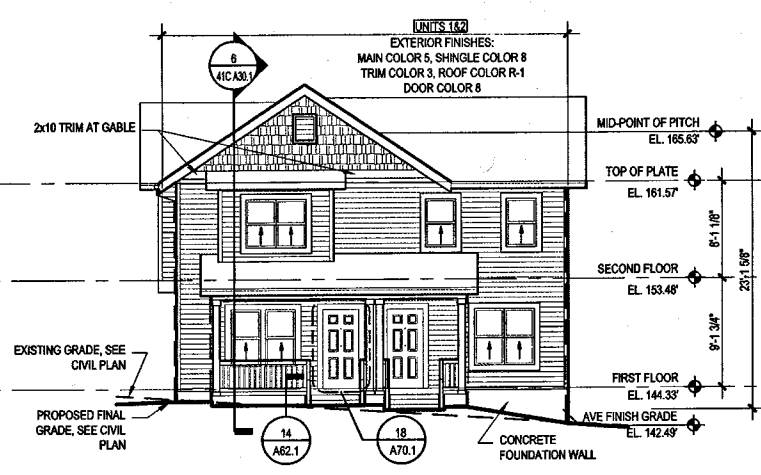 UNITS 1&2
EXTERIOR FINISHES:
MAIN COLOR 5, SHINGLE COLOR 8
TRIM COLOR 3, ROOF COLOR R-1
DOOR COLOR 8
6
41C A30.1
2x10 TRIM AT GABLE
MID-POINT OF PITCH
EL. 165.63'
TOP OF PLATE
EL. 161.57'
8'-1 1/8"
SECOND FLOOR
EL. 153.48'
23'-1 5/8"
9'-1 3/4"
EXISTING GRADE, SEE
CIVIL PLAN
FIRST FLOOR
EL. 144.33'
PROPOSED FINAL
GRADE, SEE CIVIL
PLAN
14
A62.1
18
A70.1
CONCRETE
FOUNDATION WALL
AVE FINISH GRADE
EL. 142.49'